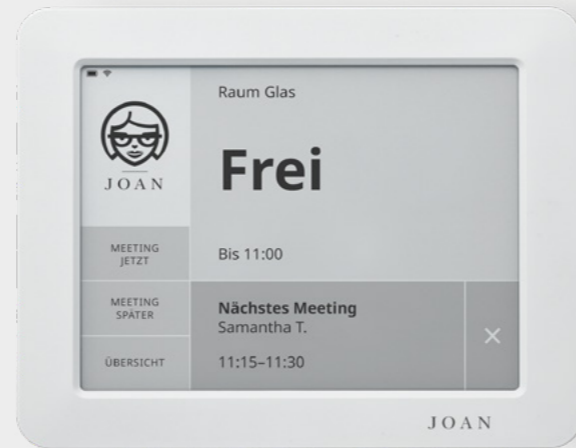 JOAN
MEETING
JETZT
MEETING
SPÄTER
ÜBERSICHT
Raum Glas
Frei
Bis 11:00
Nächstes Meeting
Samantha T.
11:15–11:30
JOAN